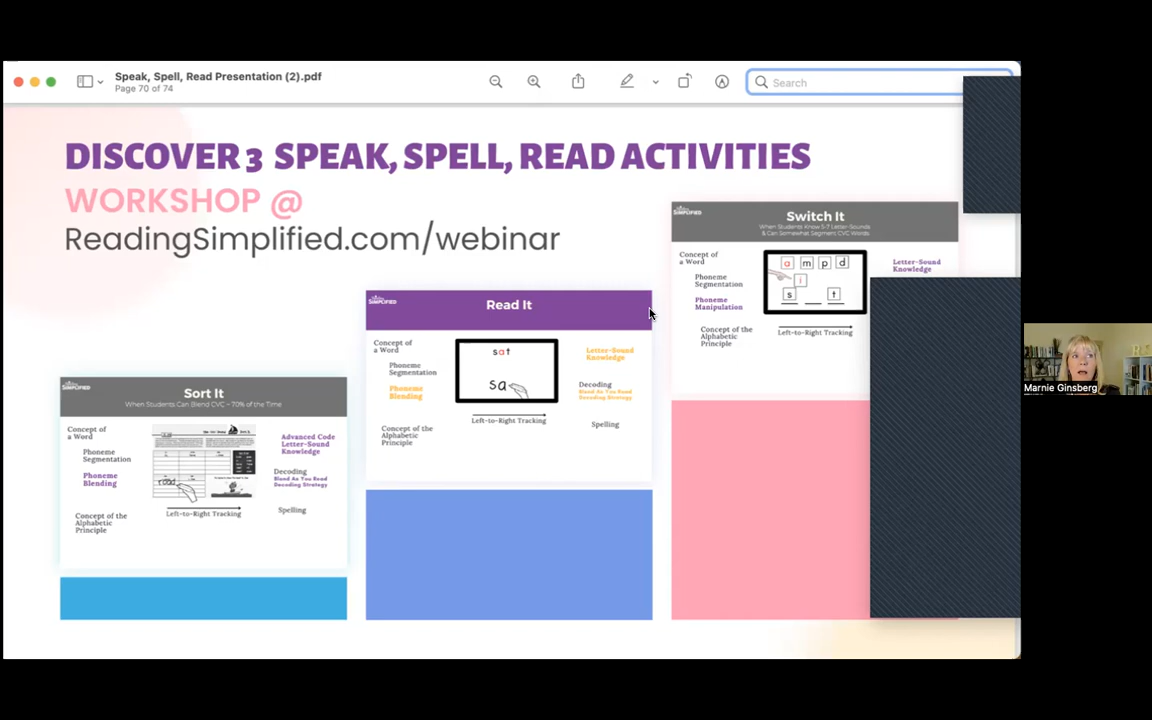 Speak, Spell, Read Presentation (2).pdf
Page 70 of 74
Search
DISCOVER 3 SPEAK, SPELL, READ ACTIVITIES
WORKSHOP @
ReadingSimplified.com/webinar
SIMPLIFIED
Switch It
When Students Know 5-7 Letter-Sounds
& Can Somewhat Segment CVC Words
Concept of
a Word
Phoneme
Segmentation
Phoneme
Manipulation
Concept of the
Alphabetic
Principle
a m p d
i
s t
Left-to-Right Tracking
Letter-Sound
Knowledge
SIMPLIFIED
Read It
Concept of
a Word
Phoneme
Segmentation
Phoneme
Blending
Concept of the
Alphabetic
Principle
sat
sa
Left-to-Right Tracking
Letter-Sound
Knowledge
Decoding
Blend As You Read
Decoding Strategy
Spelling
SIMPLIFIED
Sort It
When Students Can Blend CVC ~ 70% of the Time
Concept of
a Word
Phoneme
Segmentation
Phoneme
Blending
Concept of the
Alphabetic
Principle
road
Left-to-Right Tracking
Advanced Code
Letter-Sound
Knowledge
Decoding
Blend As You Read
Decoding Strategy
Spelling
Marnie Ginsberg